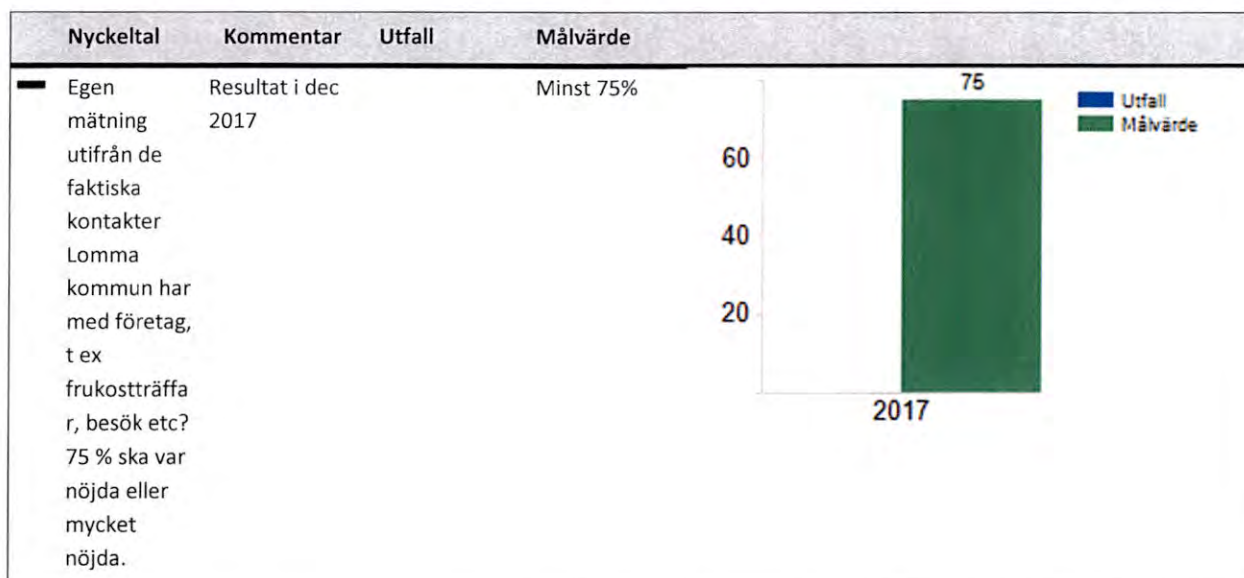 Nyckeltal Kommentar Utfall Målvärde
Egen Resultat i dec Minst 75%
mätning 2017
utifrån de
faktiska
kontakter
Lomma
kommun har
med företag,
t ex
frukostträffa
r, besök etc?
75 % ska var
nöjda eller
mycket
nöjda.
75
Utfall
Målvärde
60
40
20
2017